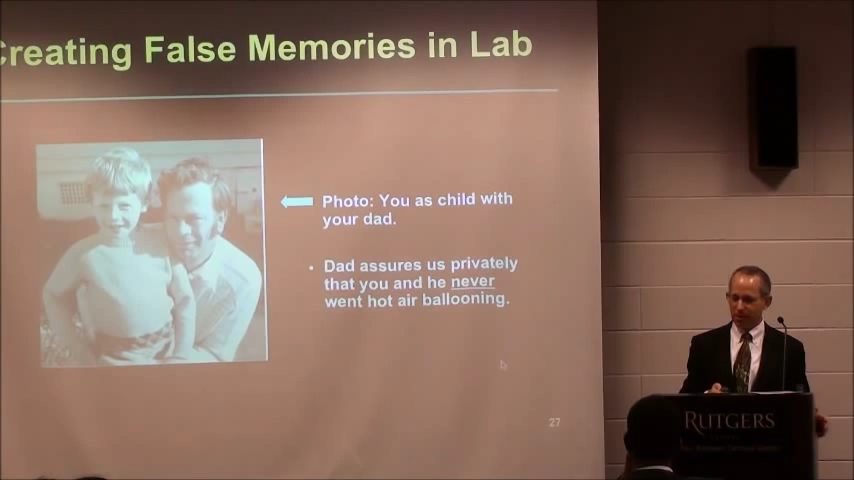 Creating False Memories in Lab
Photo: You as child with
your dad.
• Dad assures us privately
that you and he never
went hot air ballooning.
27
RUTGERS